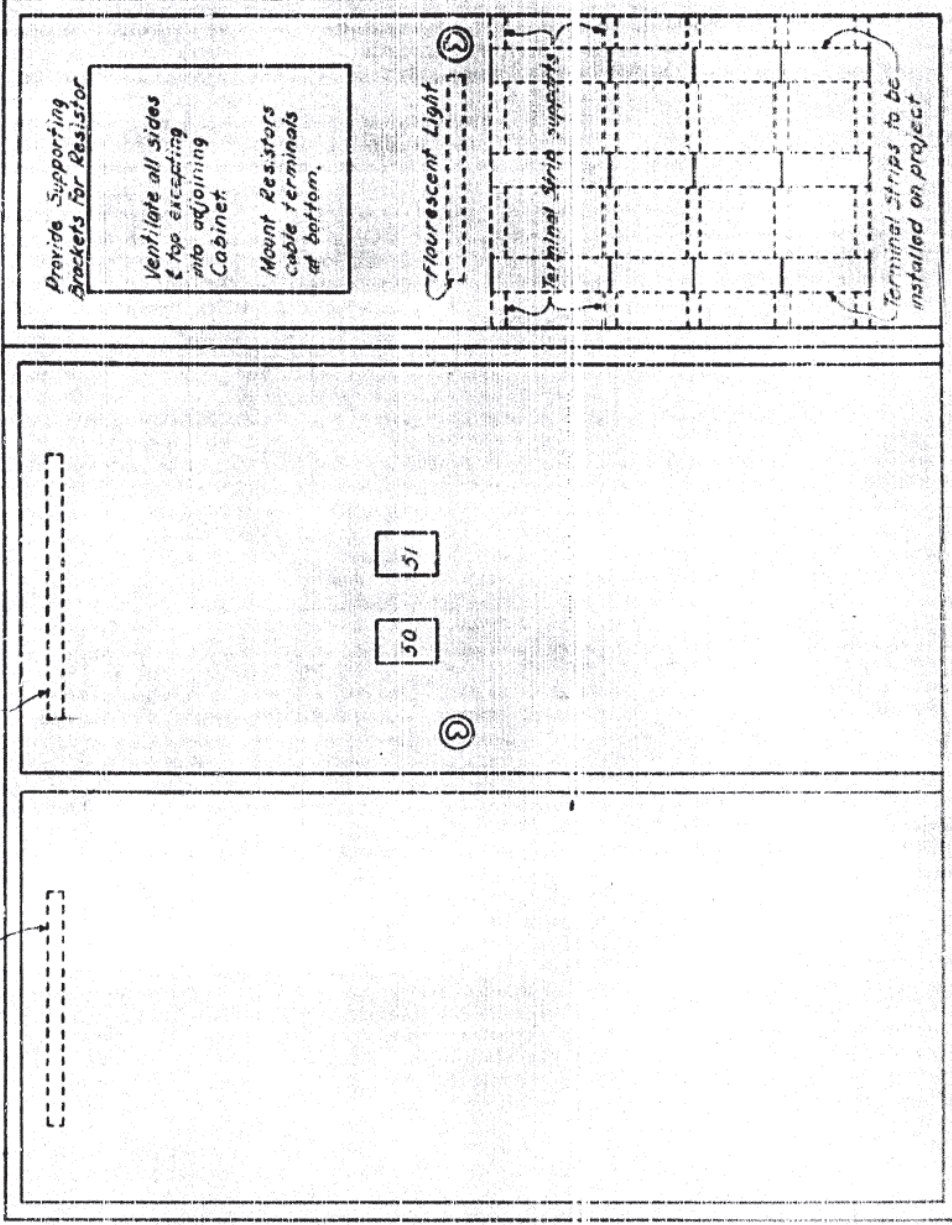 Provide Supporting
Brackets For Resistor
Ventilate all sides
& top excepting
into adjoining
Cabinet.
Mount Resistors
Cable terminals
at bottom.
Flourescent Light
3
Terminal Strip supports
Terminal Strips to be
installed on project
50
51
3